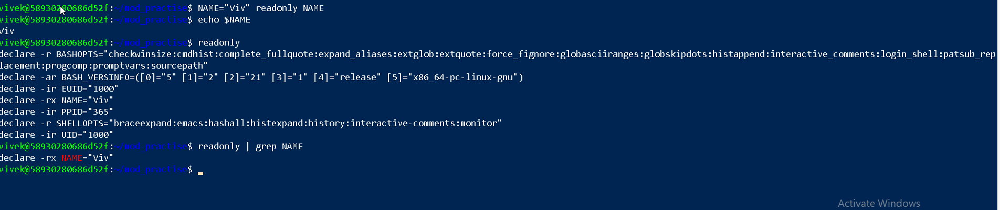 vivek@58930280686d52f:~/mod_practise$ NAME="Viv" readonly NAME
vivek@58930280686d52f:~/mod_practise$ echo $NAME
Viv
vivek@58930280686d52f:~/mod_practise$ readonly
declare -r BASHOPTS="checkwinsize:cmdhist:complete_fullquote:expand_aliases:extglob:extquote:force_fignore:globasciiranges:globskipdots:histappend:interactive_comments:login_shell:patsub_rep
lacement:progcomp:promptvars:sourcepath"
declare -ar BASH_VERSINFO=([0]="5" [1]="2" [2]="21" [3]="1" [4]="release" [5]="x86_64-pc-linux-gnu")
declare -ir EUID="1000"
declare -rx NAME="Viv"
declare -ir PPID="365"
declare -r SHELLOPTS="braceexpand:emacs:hashall:histexpand:history:interactive-comments:monitor"
declare -ir UID="1000"
vivek@58930280686d52f:~/mod_practise$ readonly | grep NAME
declare -rx NAME="Viv"
vivek@58930280686d52f:~/mod_practise$
Activate Windows